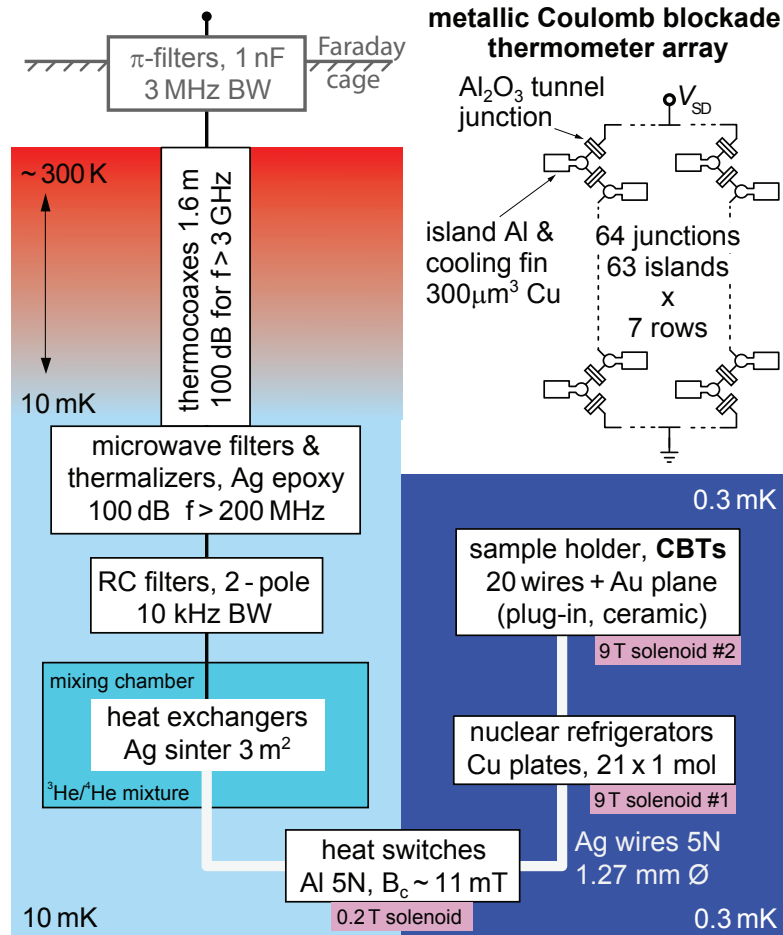 π-filters, 1 nF
3 MHz BW
Faraday
cage
~ 300 K
10 mK
thermocoaxes 1.6 m
100 dB for f > 3 GHz
microwave filters &
thermalizers, Ag epoxy
100 dB f > 200 MHz
RC filters, 2 - pole
10 kHz BW
mixing chamber
heat exchangers
Ag sinter 3 m²
³He/⁴He mixture
heat switches
Al 5N, B_c ~ 11 mT
0.2 T solenoid
10 mK
metallic Coulomb blockade
thermometer array
Al₂O₃ tunnel
junction
V_SD
island Al &
cooling fin
300μm³ Cu
64 junctions
63 islands
x
7 rows
0.3 mK
sample holder, CBTs
20 wires + Au plane
(plug-in, ceramic)
9 T solenoid #2
nuclear refrigerators
Cu plates, 21 x 1 mol
9 T solenoid #1
Ag wires 5N
1.27 mm Ø
0.3 mK